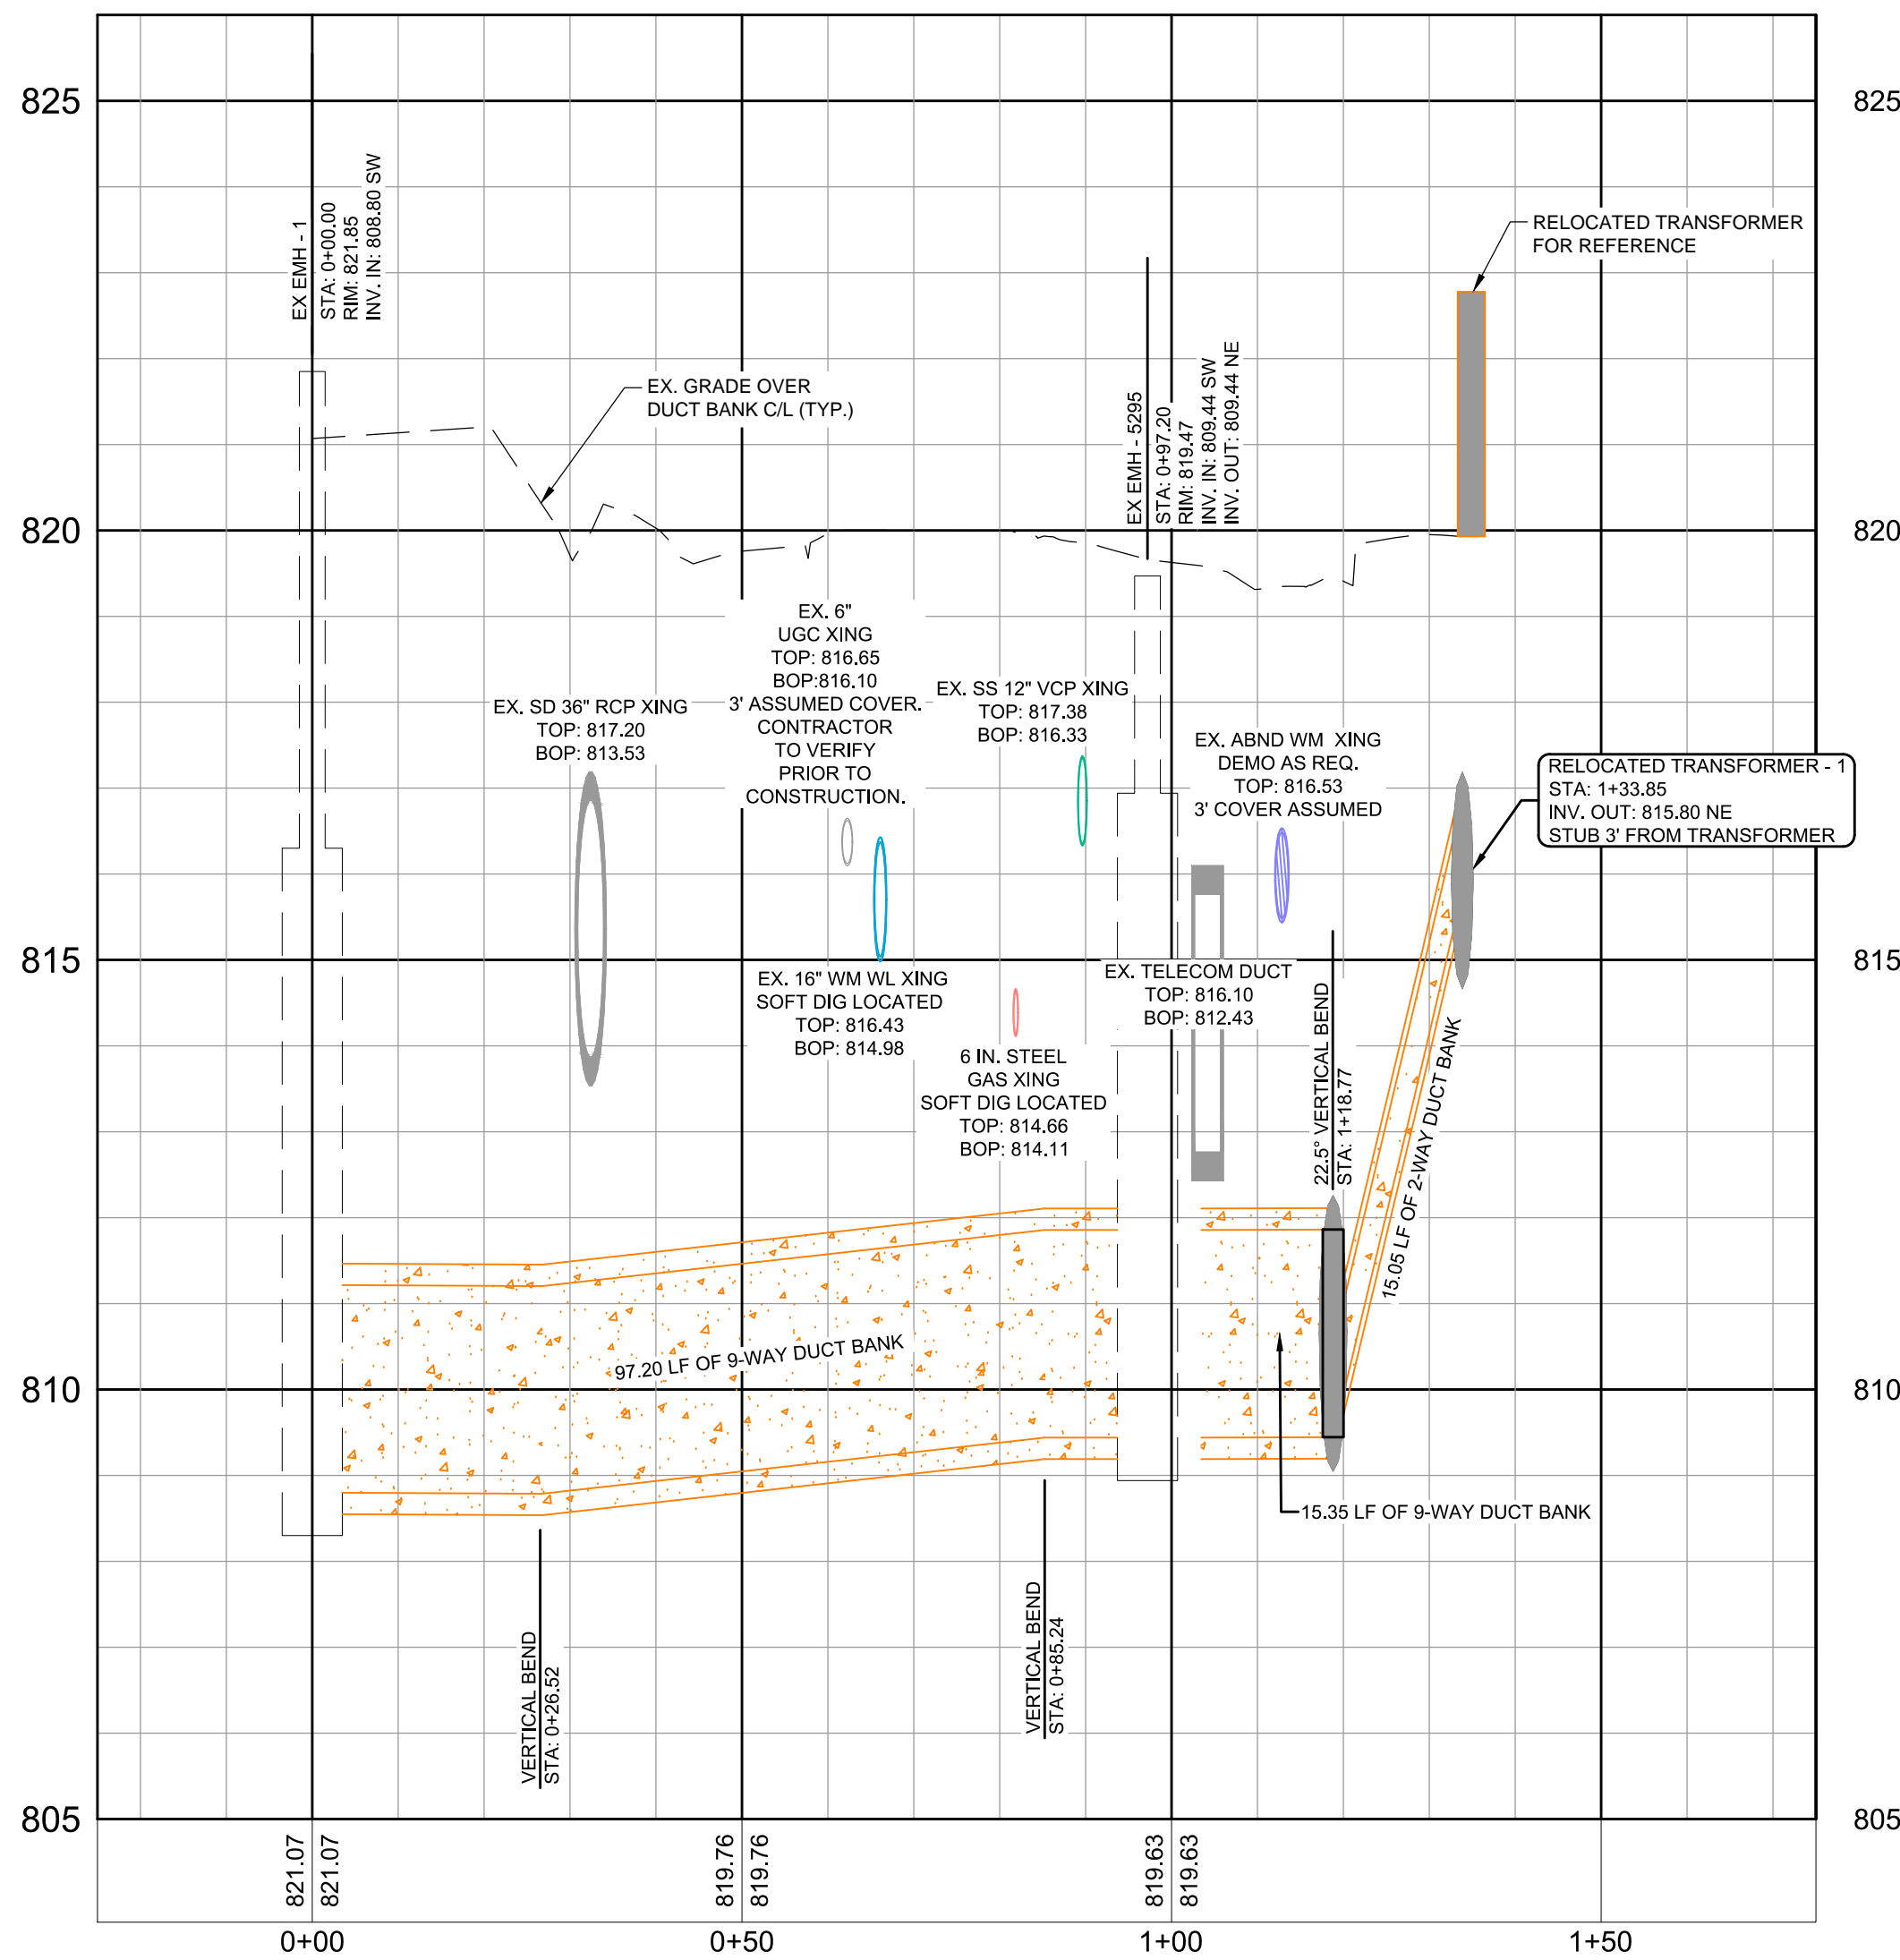 825
825
EX EMH - 1
STA: 0+00.00
RIM: 821.85
INV. IN: 808.80 SW
RELOCATED TRANSFORMER
FOR REFERENCE
EX. GRADE OVER
DUCT BANK C/L (TYP.)
EX EMH - 5295
STA: 0+97.20
RIM: 819.47
INV. IN: 809.44 SW
INV. OUT: 809.44 NE
820
820
EX. 6"
UGC XING
TOP: 816.65
BOP:816.10
3' ASSUMED COVER.
CONTRACTOR
TO VERIFY
PRIOR TO
CONSTRUCTION.
EX. SD 36" RCP XING
TOP: 817.20
BOP: 813.53
EX. SS 12" VCP XING
TOP: 817.38
BOP: 816.33
EX. ABND WM XING
DEMO AS REQ.
TOP: 816.53
3' COVER ASSUMED
RELOCATED TRANSFORMER - 1
STA: 1+33.85
INV. OUT: 815.80 NE
STUB 3' FROM TRANSFORMER
815
815
EX. 16" WM WL XING
SOFT DIG LOCATED
TOP: 816.43
BOP: 814.98
EX. TELECOM DUCT
TOP: 816.10
BOP: 812.43
6 IN. STEEL
GAS XING
SOFT DIG LOCATED
TOP: 814.66
BOP: 814.11
22.5° VERTICAL BEND
STA: 1+18.77
15.05 LF OF 2-WAY DUCT BANK
97.20 LF OF 9-WAY DUCT BANK
810
810
15.35 LF OF 9-WAY DUCT BANK
VERTICAL BEND
STA: 0+26.52
VERTICAL BEND
STA: 0+85.24
805
805
821.07
821.07
819.76
819.76
819.63
819.63
0+00
0+50
1+00
1+50